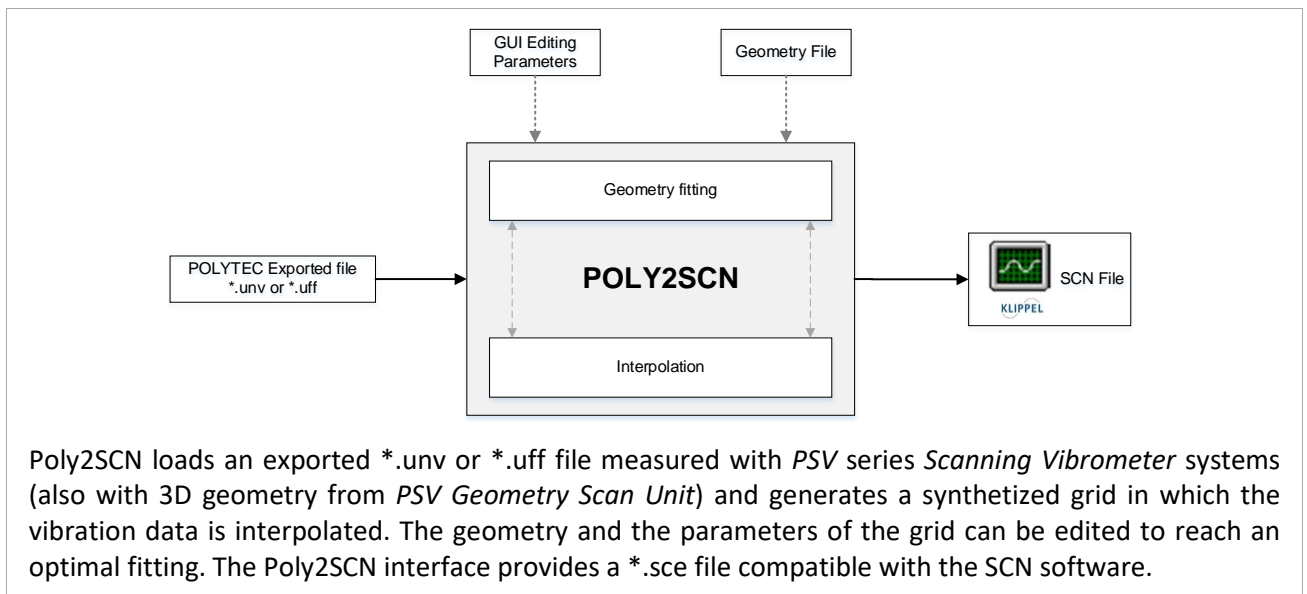 GUI Editing
Parameters
Geometry File
Geometry fitting
POLYTEC Exported file
*.unv or *.uff
POLY2SCN
SCN File
KLIPPEL
Interpolation
Poly2SCN loads an exported *.unv or *.uff file measured with PSV series Scanning Vibrometer systems
(also with 3D geometry from PSV Geometry Scan Unit) and generates a synthetized grid in which the
vibration data is interpolated. The geometry and the parameters of the grid can be edited to reach an
optimal fitting. The Poly2SCN interface provides a *.sce file compatible with the SCN software.